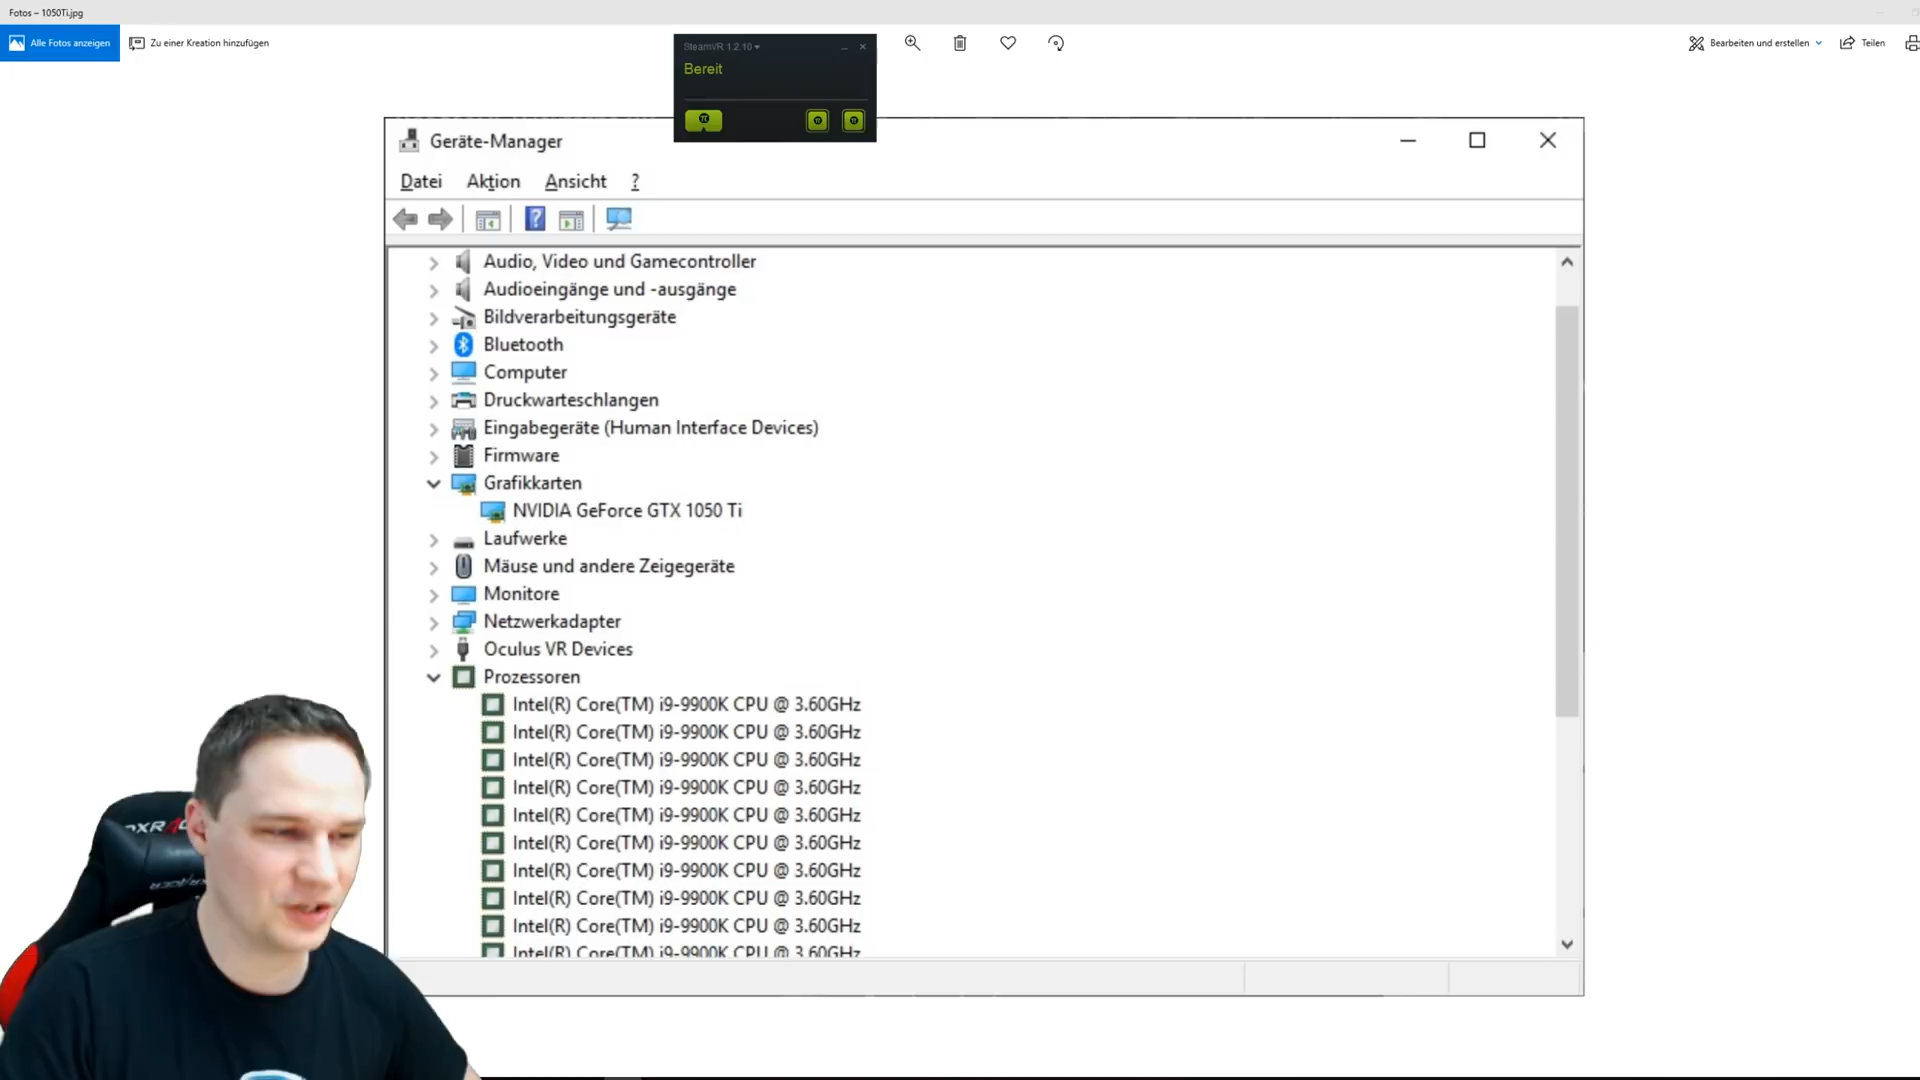 Fotos – 1050Ti.jpg
Alle Fotos anzeigen
Zu einer Kreation hinzufügen
Bearbeiten und erstellen
Teilen
SteamVR 1.2.10
Bereit
Geräte-Manager
Datei Aktion Ansicht ?
Audio, Video und Gamecontroller
Audioeingänge und -ausgänge
Bildverarbeitungsgeräte
Bluetooth
Computer
Druckwarteschlangen
Eingabegeräte (Human Interface Devices)
Firmware
Grafikkarten
NVIDIA GeForce GTX 1050 Ti
Laufwerke
Mäuse und andere Zeigegeräte
Monitore
Netzwerkadapter
Oculus VR Devices
Prozessoren
Intel(R) Core(TM) i9-9900K CPU @ 3.60GHz
Intel(R) Core(TM) i9-9900K CPU @ 3.60GHz
Intel(R) Core(TM) i9-9900K CPU @ 3.60GHz
Intel(R) Core(TM) i9-9900K CPU @ 3.60GHz
Intel(R) Core(TM) i9-9900K CPU @ 3.60GHz
Intel(R) Core(TM) i9-9900K CPU @ 3.60GHz
Intel(R) Core(TM) i9-9900K CPU @ 3.60GHz
Intel(R) Core(TM) i9-9900K CPU @ 3.60GHz
Intel(R) Core(TM) i9-9900K CPU @ 3.60GHz
Intel(R) Core(TM) i9-9900K CPU @ 3.60GHz